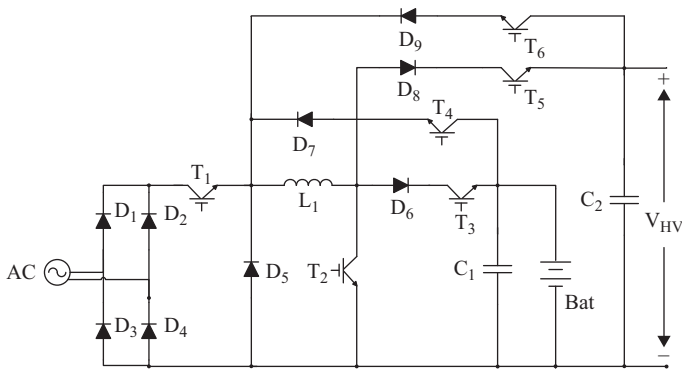 D₉
T₆
+
D₈
T₅
T₄
D₇
T₁
L₁
D₆
T₃
C₂
V_HV
D₁
D₂
AC
D₅
T₂
C₁
Bat
D₃
D₄
−